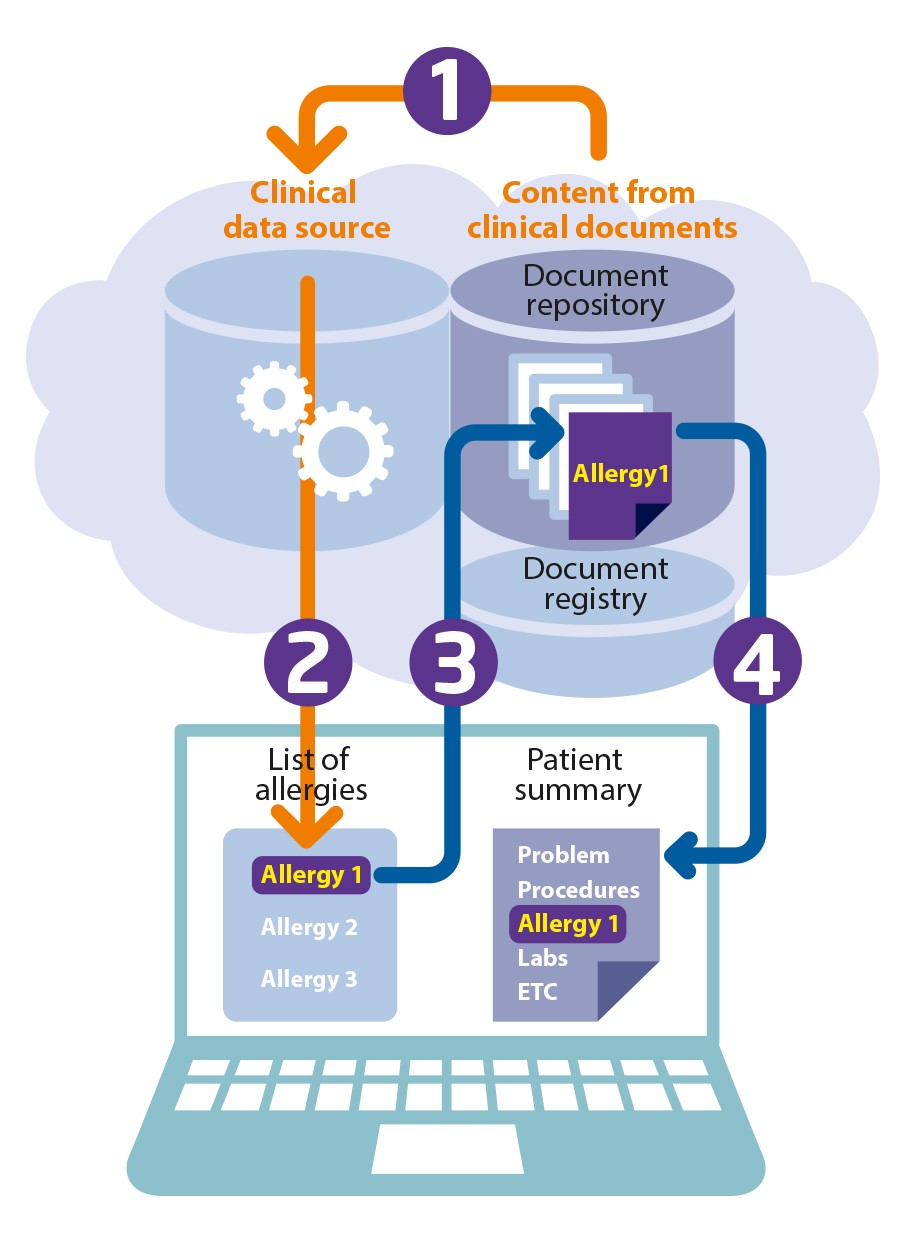 1
Clinical
data source
Content from
clinical documents
Document
repository
Allergy1
Document
registry
2
3
4
List of
allergies
Allergy 1
Allergy 2
Allergy 3
Patient
summary
Problem
Procedures
Allergy 1
Labs
ETC